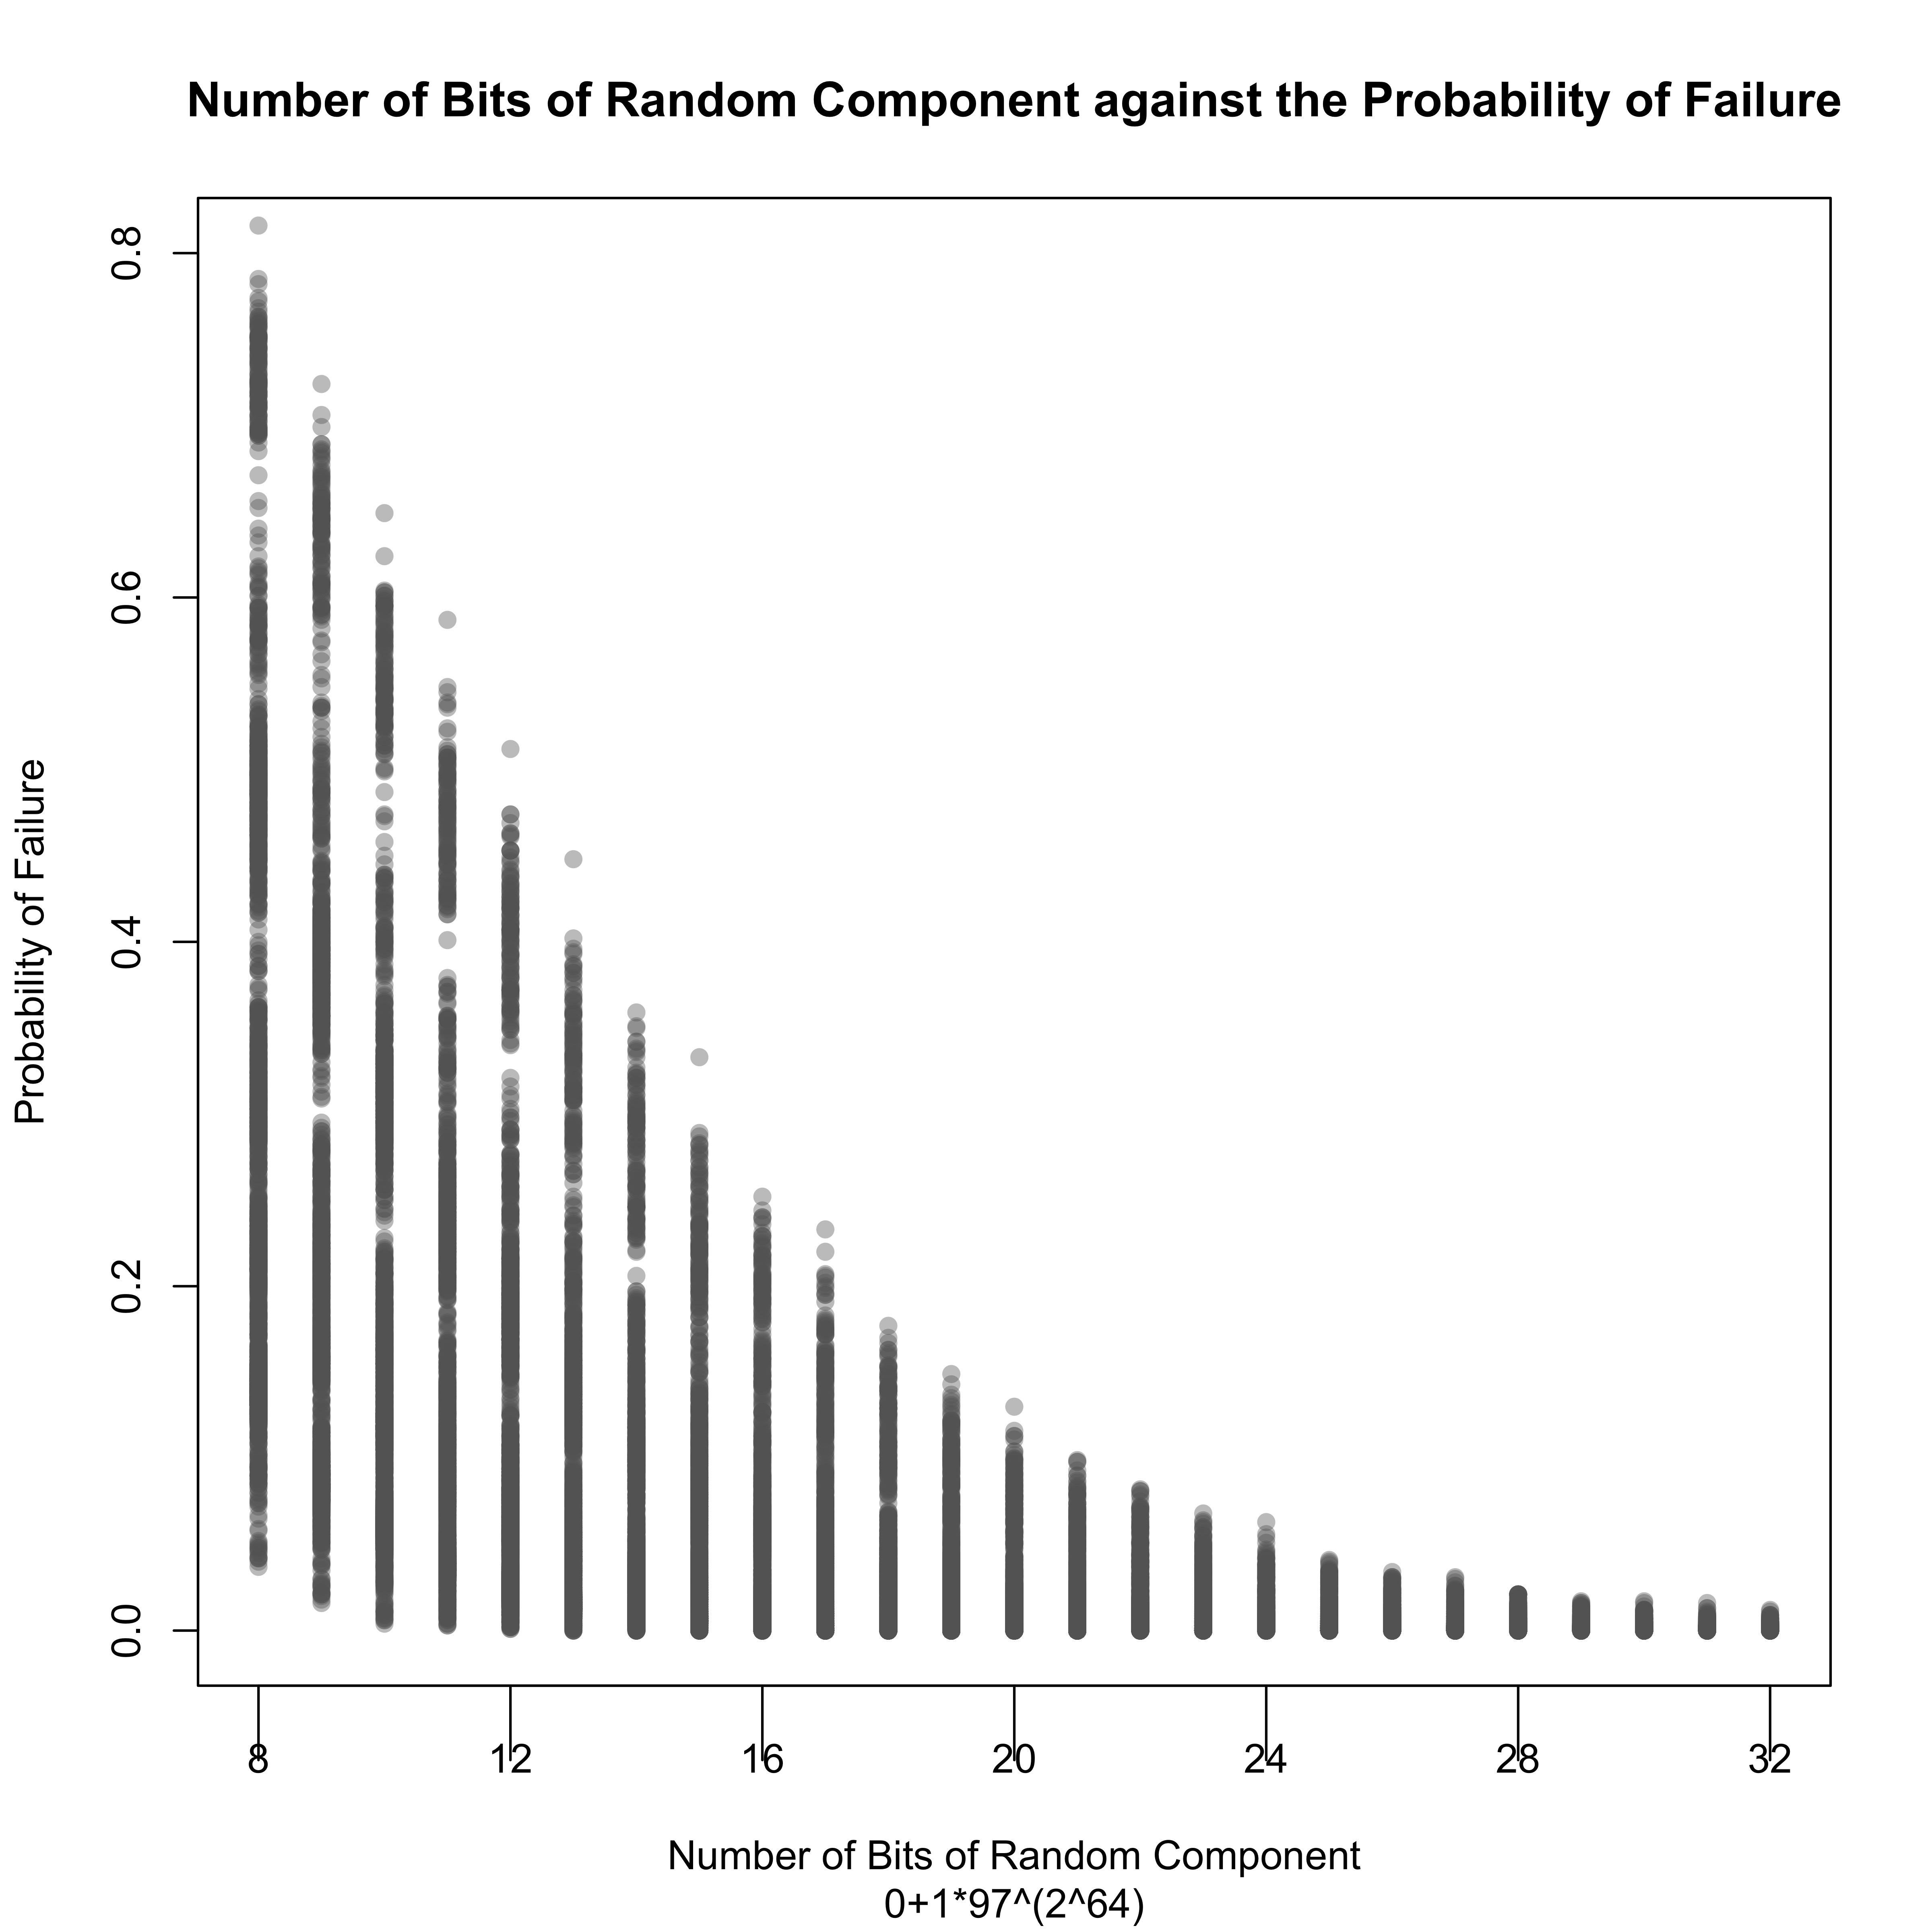 Number of Bits of Random Component against the Probability of Failure
Probability of Failure
0.8
0.6
0.4
0.2
0.0
8 12 16 20 24 28 32
Number of Bits of Random Component
0+1*97^(2^64)